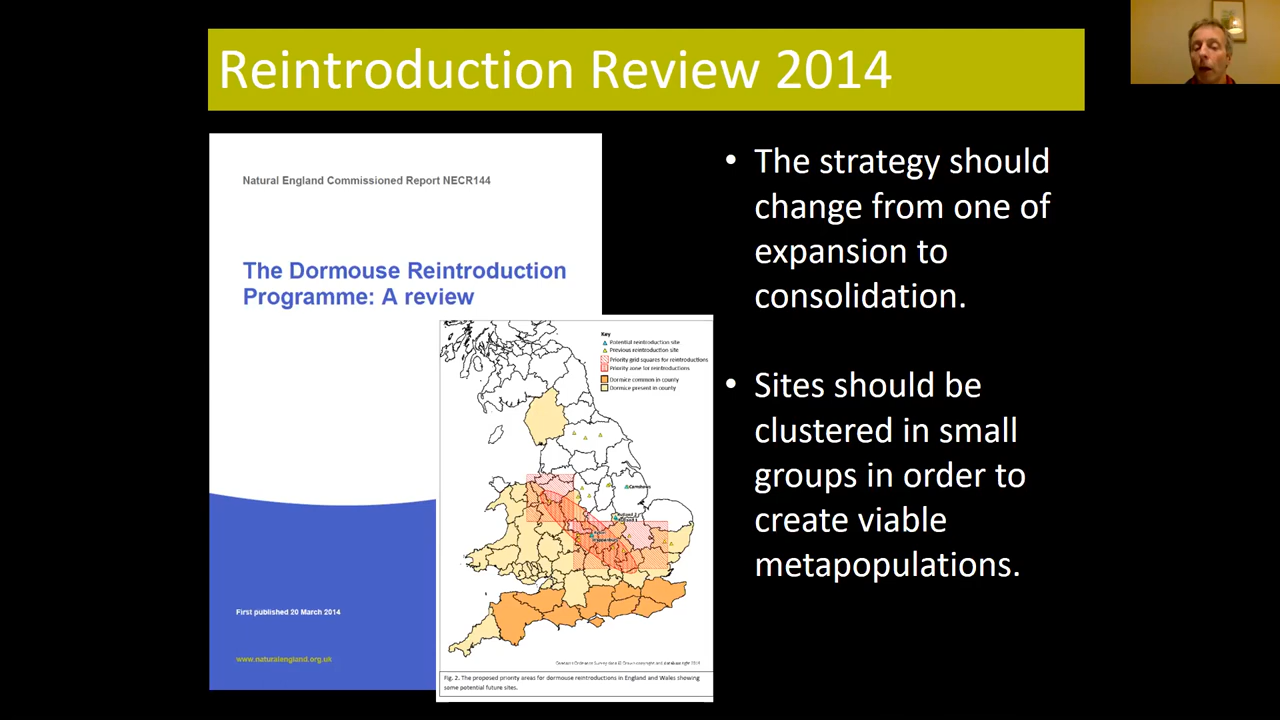 Reintroduction Review 2014
Natural England Commissioned Report NECR144
The Dormouse Reintroduction
Programme: A review
First published 20 March 2014
www.naturalengland.org.uk
Key
Potential reintroduction site
Previous reintroduction site
Priority grid squares for reintroductions
Priority zone for reintroductions
Dormice common in county
Dormice present in county
Fig. 2. The proposed priority areas for dormouse reintroductions in England and Wales showing
some potential future sites.
• The strategy should
change from one of
expansion to
consolidation.
• Sites should be
clustered in small
groups in order to
create viable
metapopulations.